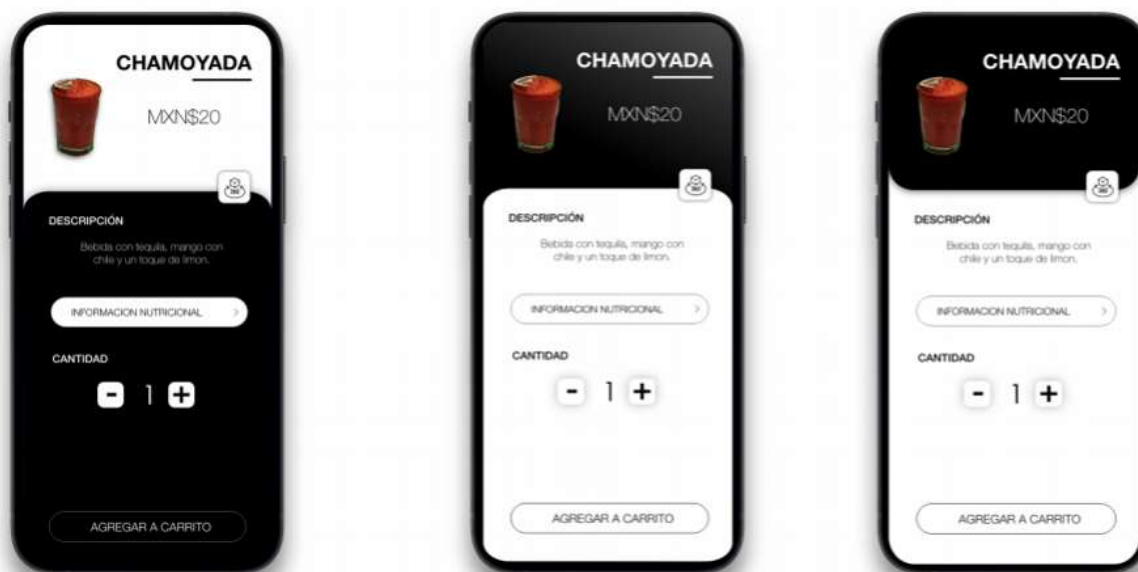 CHAMOYADA
MXN$20
DESCRIPCIÓN
Bebida con tequila, mango con
chile y un toque de limon.
INFORMACION NUTRICIONAL >
CANTIDAD
- 1 +
AGREGAR A CARRITO
CHAMOYADA
MXN$20
DESCRIPCIÓN
Bebida con tequila, mango con
chile y un toque de limon.
INFORMACION NUTRICIONAL >
CANTIDAD
- 1 +
AGREGAR A CARRITO
CHAMOYADA
MXN$20
DESCRIPCIÓN
Bebida con tequila, mango con
chile y un toque de limon.
INFORMACION NUTRICIONAL >
CANTIDAD
- 1 +
AGREGAR A CARRITO